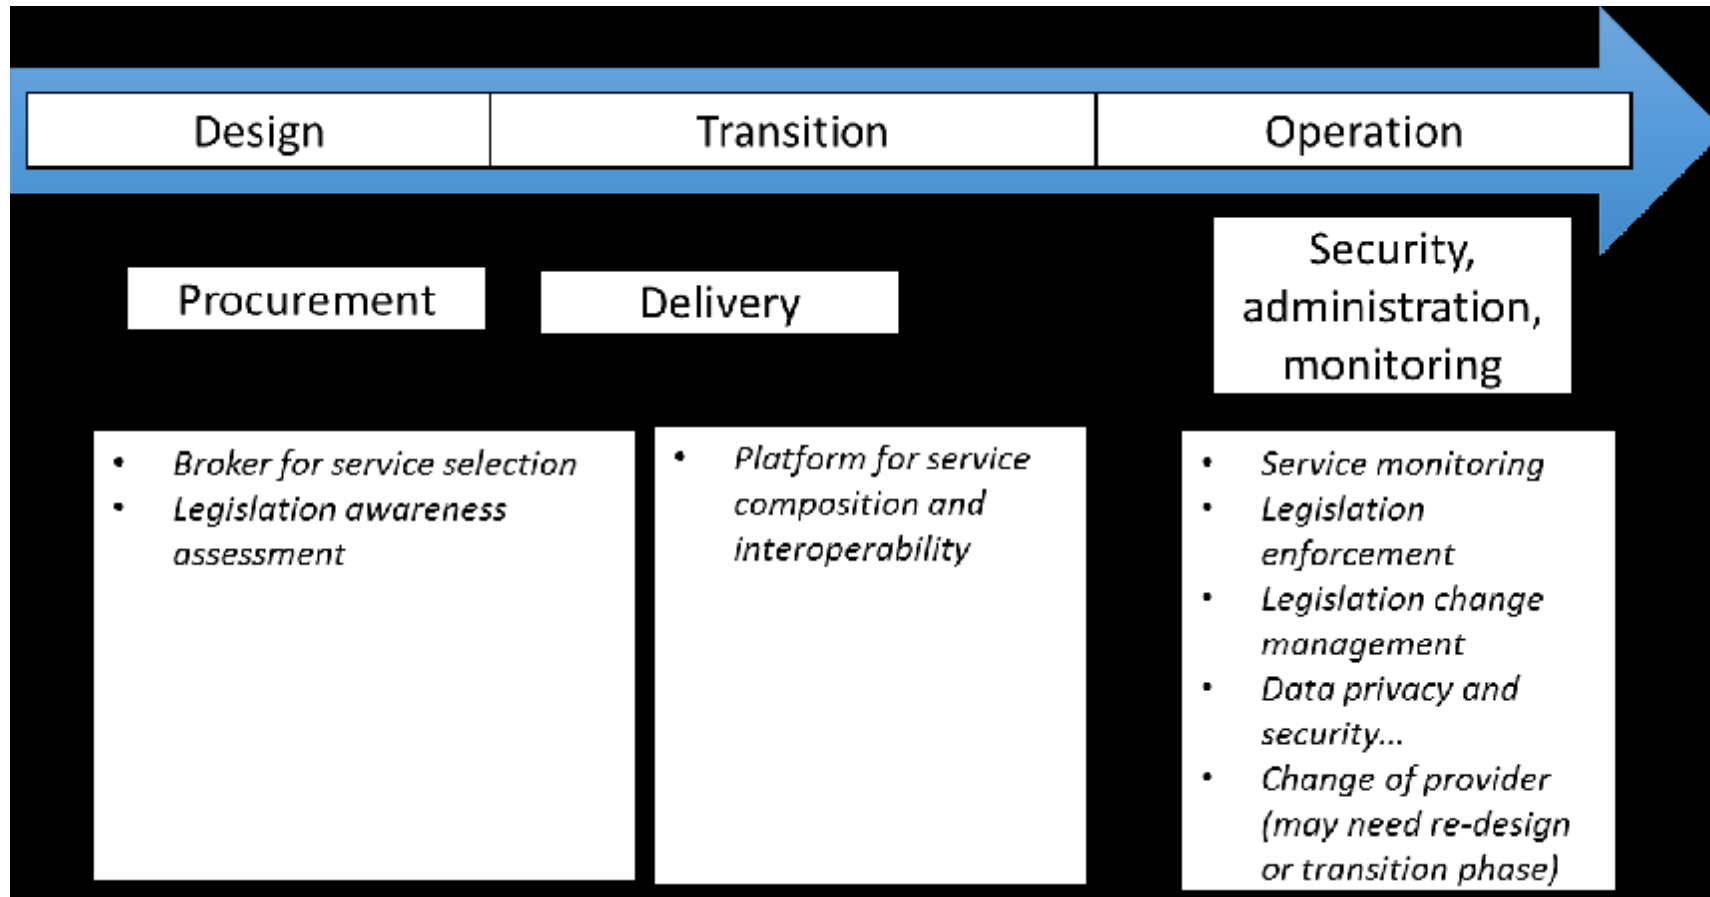 Design
Transition
Operation
Procurement
Delivery
Security,
administration,
monitoring
• Broker for service selection
• Legislation awareness
assessment
• Platform for service
composition and
interoperability
• Service monitoring
• Legislation
enforcement
• Legislation change
management
• Data privacy and
security...
• Change of provider
(may need re-design
or transition phase)